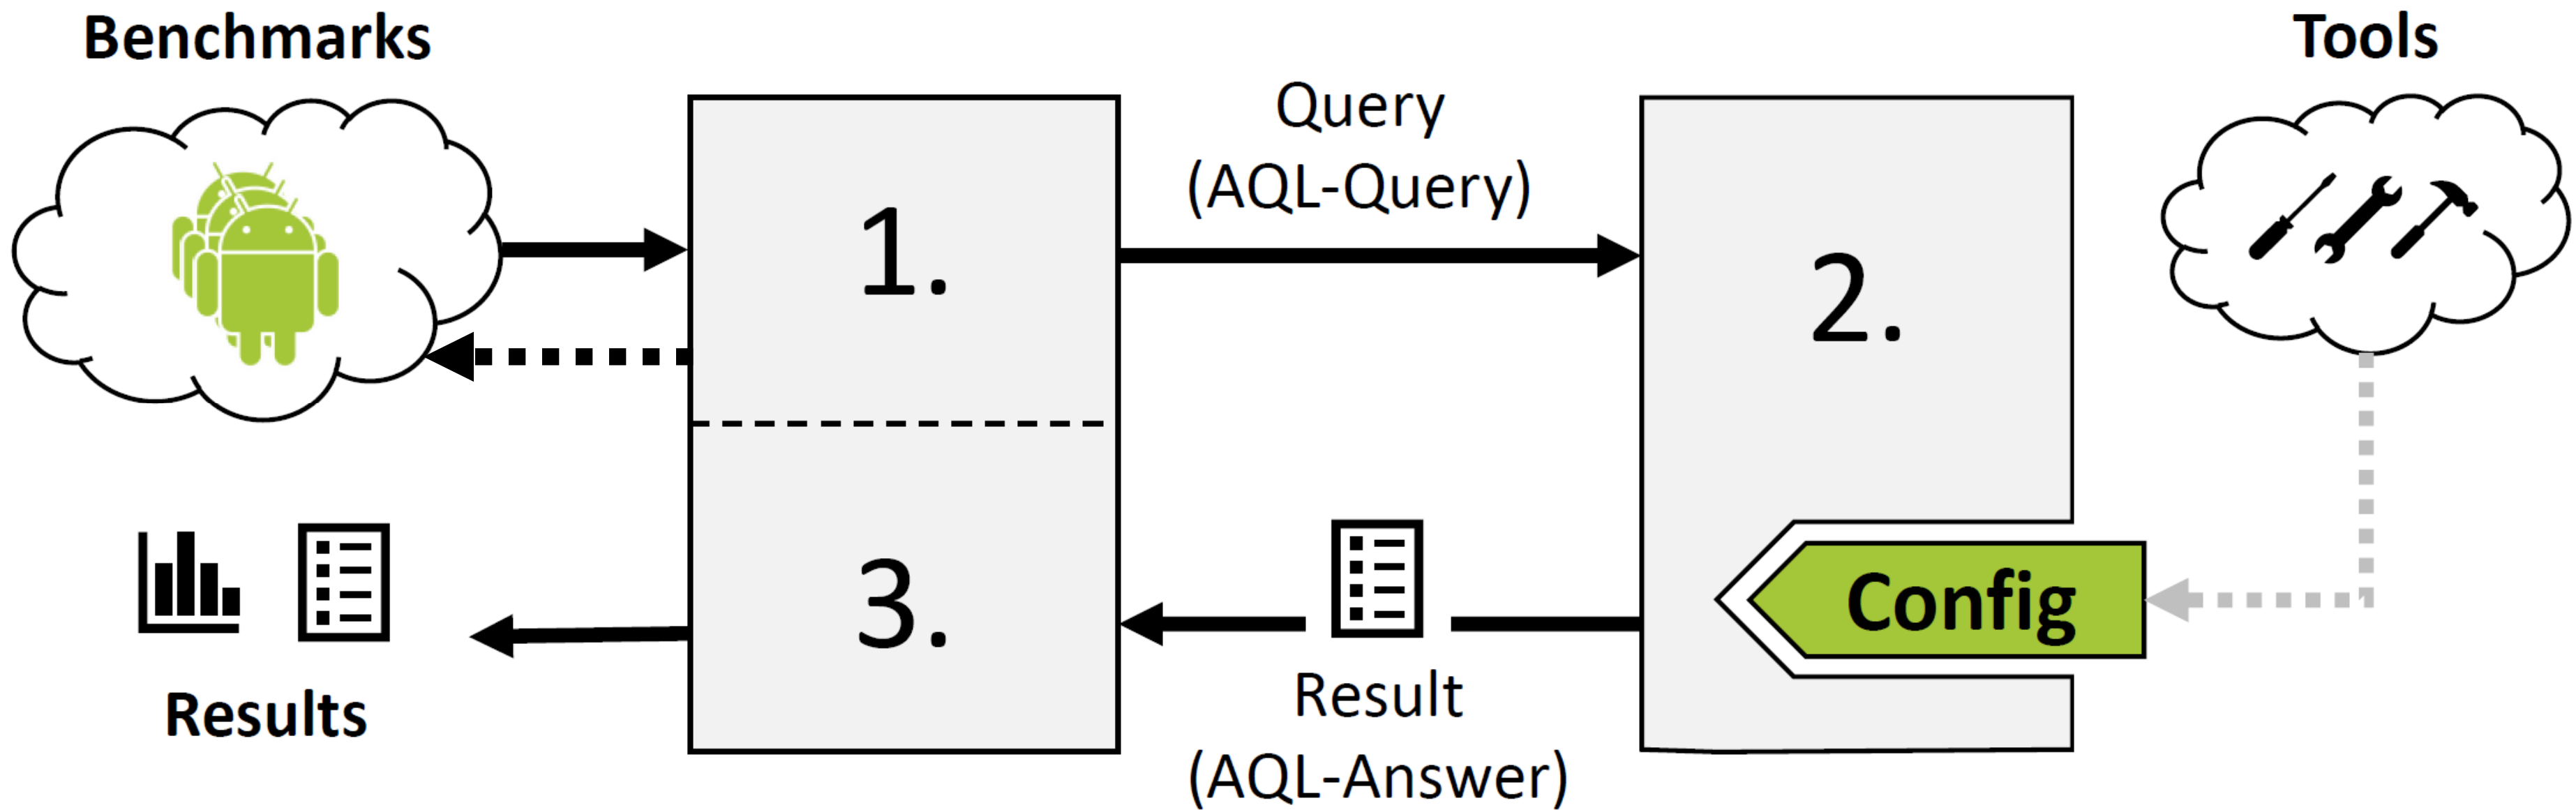 Benchmarks
Tools
Query
(AQL-Query)
1.
2.
3.
Config
Result
(AQL-Answer)
Results